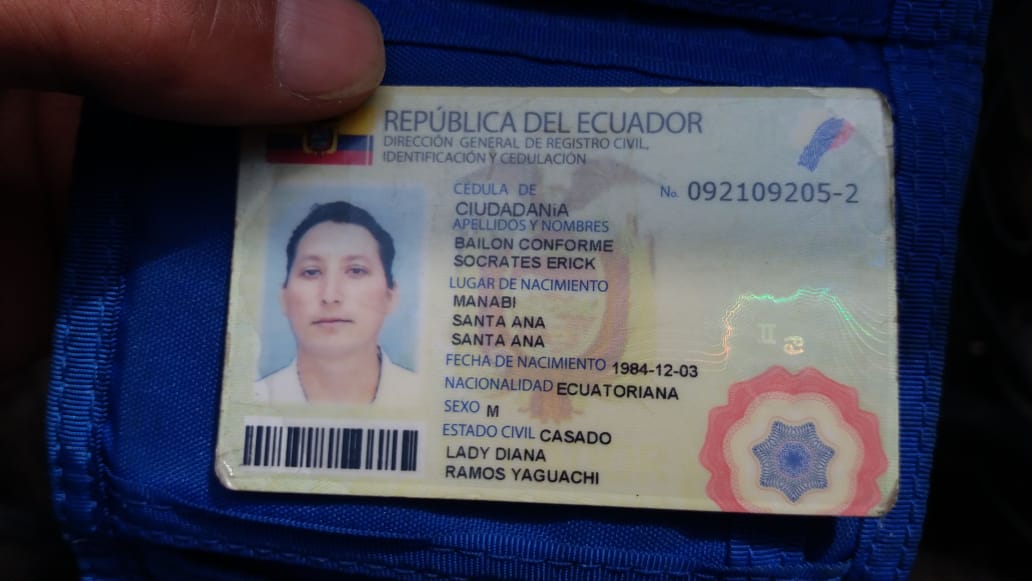 REPÚBLICA DEL ECUADOR
DIRECCIÓN GENERAL DE REGISTRO CIVIL,
IDENTIFICACIÓN Y CEDULACIÓN
CÉDULA DE No. 092109205-2
CIUDADANíA
APELLIDOS Y NOMBRES
BAILON CONFORME
SOCRATES ERICK
LUGAR DE NACIMIENTO
MANABI
SANTA ANA
SANTA ANA
FECHA DE NACIMIENTO 1984-12-03
NACIONALIDAD ECUATORIANA
SEXO M
ESTADO CIVIL CASADO
LADY DIANA
RAMOS YAGUACHI